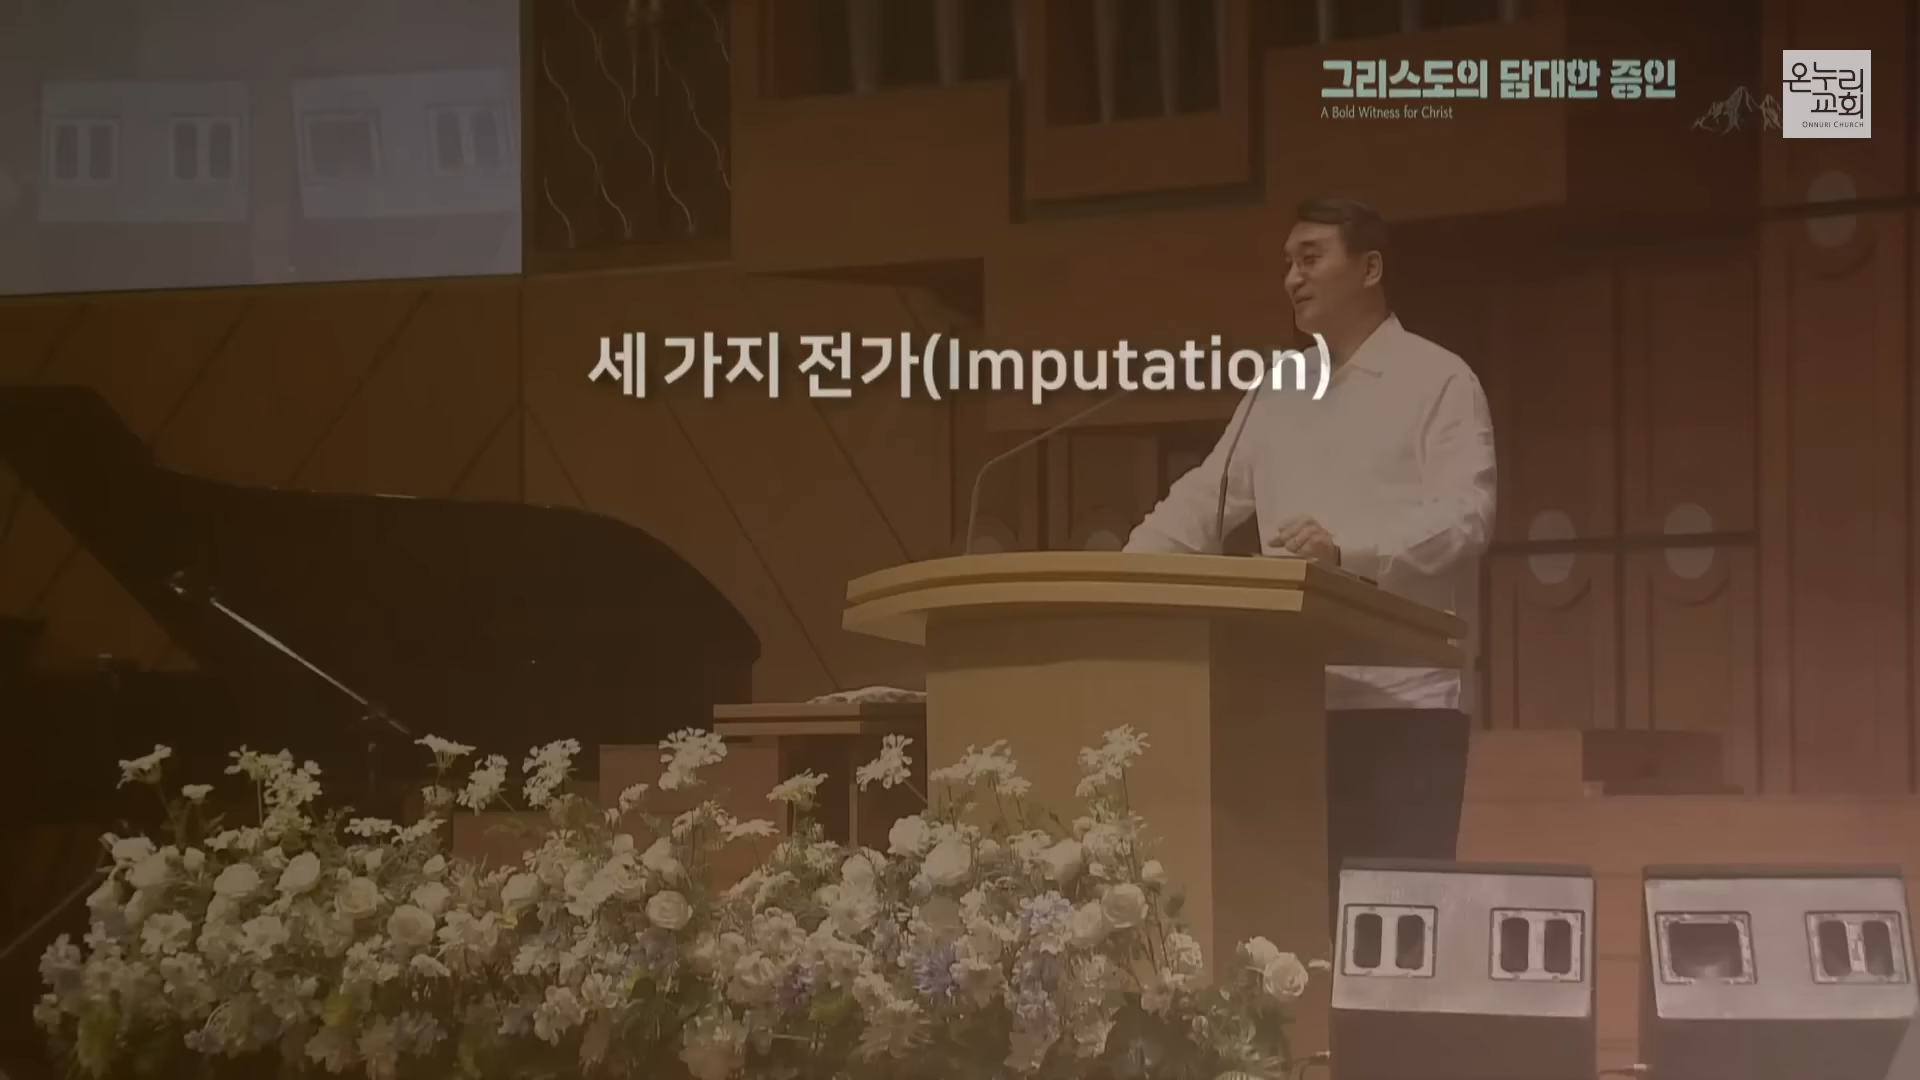 그리스도의 담대한 증인
A Bold Witness for Christ
온누리
교회
ONNURI CHURCH
세 가지 전가(Imputation)